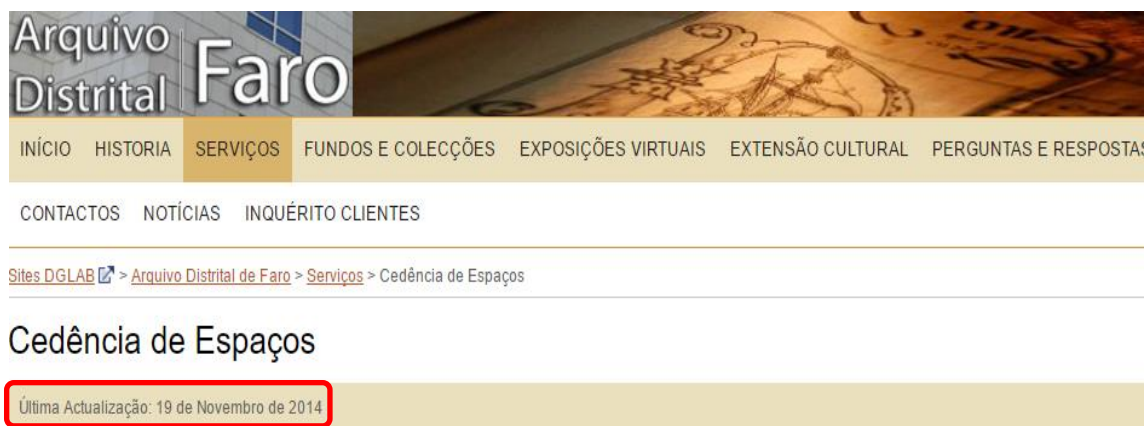 Arquivo
Distrital
Faro
INÍCIO HISTORIA SERVIÇOS FUNDOS E COLECÇÕES EXPOSIÇÕES VIRTUAIS EXTENSÃO CULTURAL PERGUNTAS E RESPOSTAS
CONTACTOS NOTÍCIAS INQUÉRITO CLIENTES
Sites DGLAB > Arquivo Distrital de Faro > Serviços > Cedência de Espaços
Cedência de Espaços
Última Actualização: 19 de Novembro de 2014